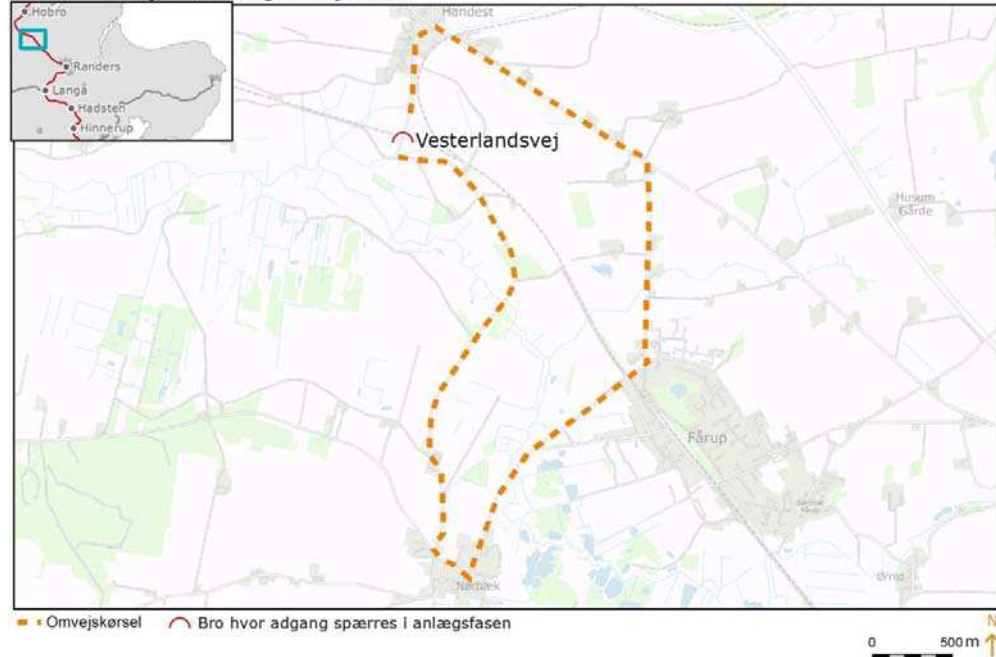 Hobro
Randers
Langå
Hadsten
Hinnerup
Handest
Vesterlandsvej
Husum
Gårde
Fårup
Nørbæk
Ørrild
Omvejskørsel
Bro hvor adgang spærres i anlægsfasen
N
0 500 m